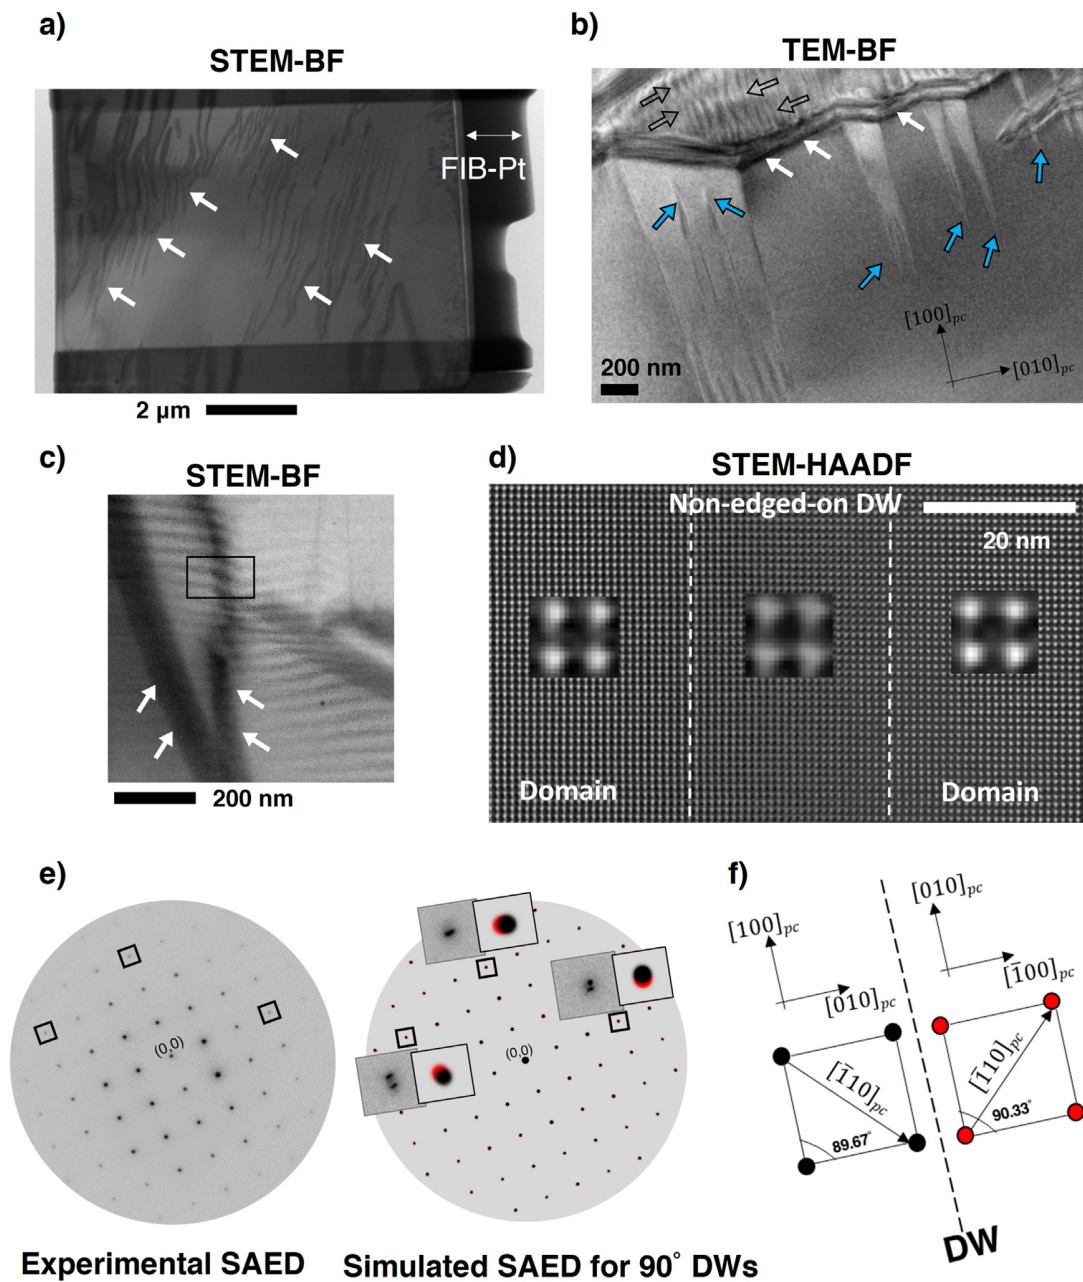 a)
STEM-BF
FIB-Pt
2 µm
b)
TEM-BF
[100]pc
[010]pc
200 nm
c)
STEM-BF
200 nm
d)
STEM-HAADF
Non-edged-on DW
20 nm
Domain
Domain
e)
(0,0)
(0,0)
Experimental SAED
Simulated SAED for 90° DWs
f)
[100]pc
[010]pc
[010]pc
[1̄00]pc
[1̄10]pc
89.67°
[1̄10]pc
90.33°
DW